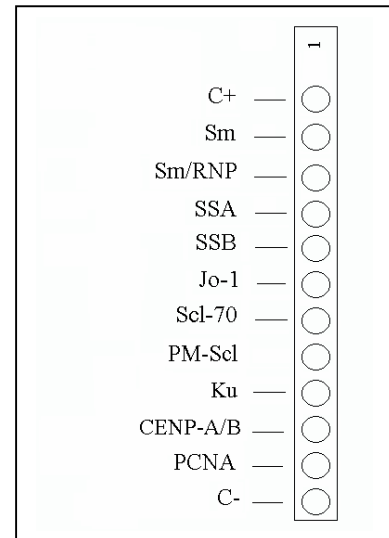 1
C+
Sm
Sm/RNP
SSA
SSB
Jo-1
Scl-70
PM-Scl
Ku
CENP-A/B
PCNA
C-